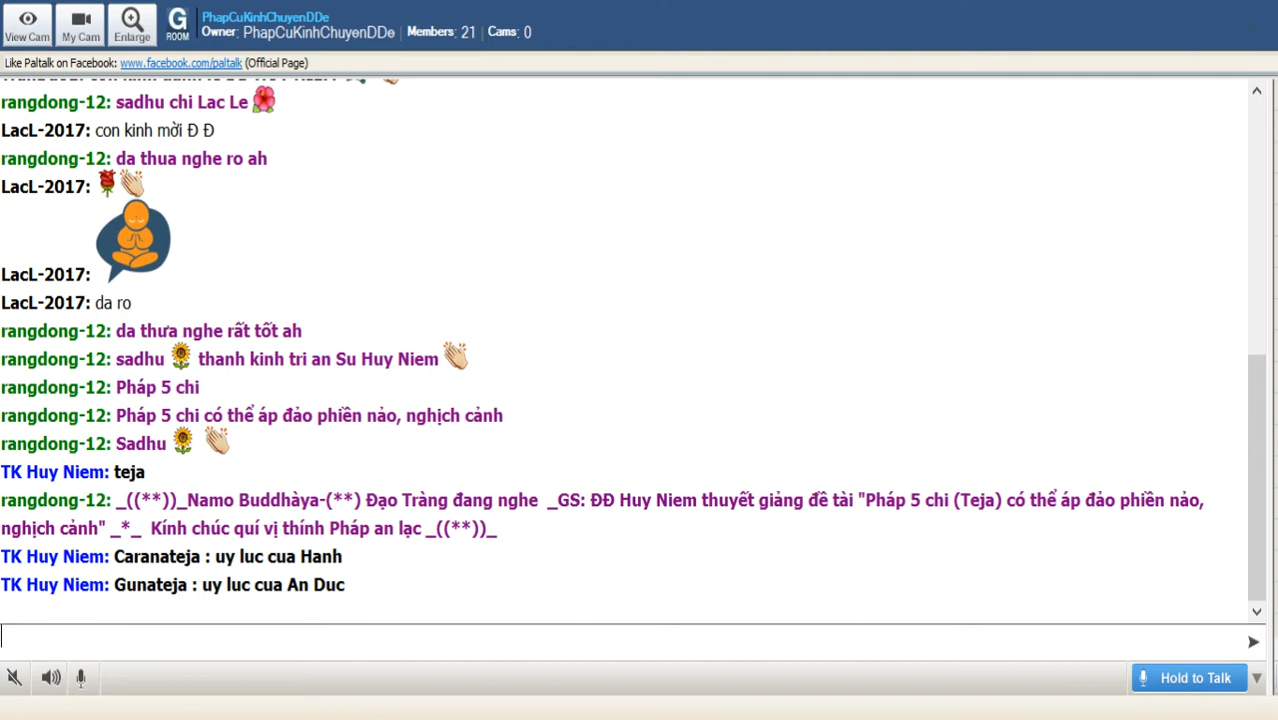 View Cam
My Cam
Enlarge
G
ROOM
PhapCuKinhChuyenDDe
Owner: PhapCuKinhChuyenDDe Members: 21 Cams: 0
Like Paltalk on Facebook: www.facebook.com/paltalk (Official Page)
rangdong-12: sadhu chi Lac Le
LacL-2017: con kinh mời Đ Đ
rangdong-12: da thua nghe ro ah
LacL-2017:
LacL-2017:
LacL-2017: da ro
rangdong-12: da thưa nghe rất tốt ah
rangdong-12: sadhu thanh kinh tri an Su Huy Niem
rangdong-12: Pháp 5 chi
rangdong-12: Pháp 5 chi có thể áp đảo phiền nảo, nghịch cảnh
rangdong-12: Sadhu
TK Huy Niem: teja
rangdong-12: _((**))_Namo Buddhàya-(**) Đạo Tràng đang nghe _GS: ĐĐ Huy Niem thuyết giảng đề tài "Pháp 5 chi (Teja) có thể áp đảo phiền nảo,
nghịch cảnh" _*_ Kính chúc quí vị thính Pháp an lạc _((**))_
TK Huy Niem: Caranateja : uy luc cua Hanh
TK Huy Niem: Gunateja : uy luc cua An Duc
Hold to Talk